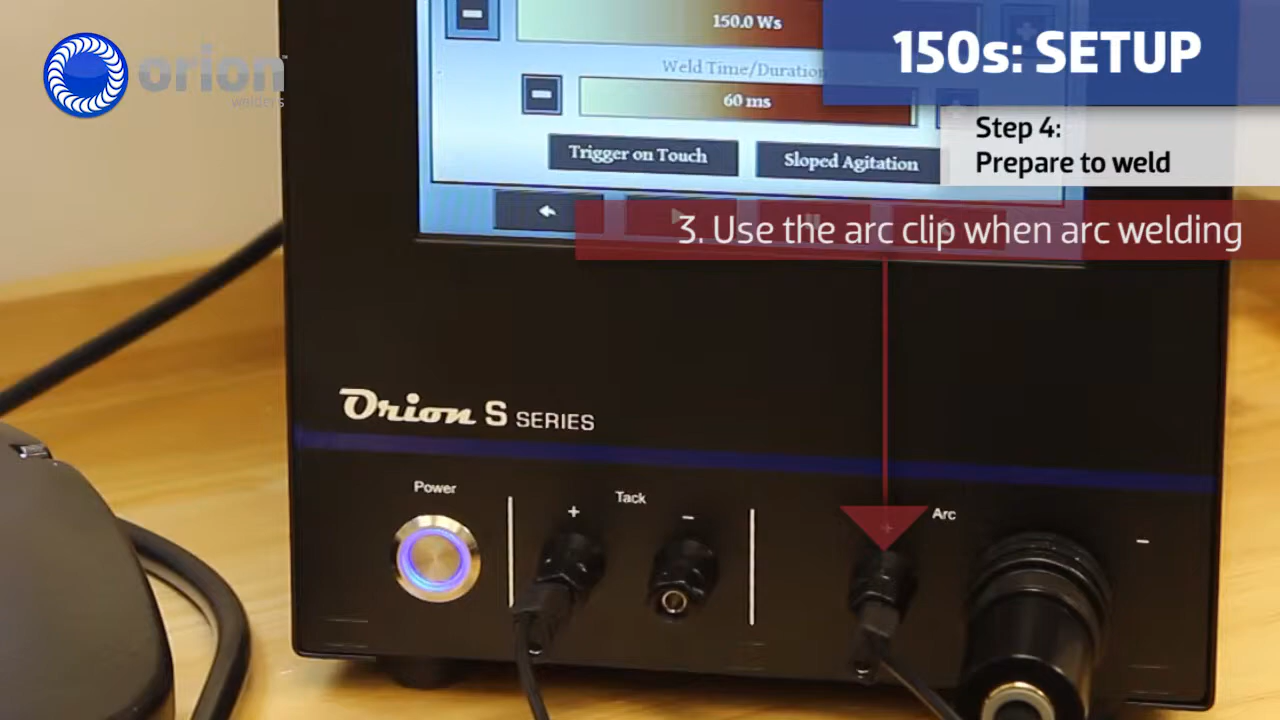 150.0 Ws
150s: SETUP
orion™
welders
Weld Time/Duration
60 ms
Step 4:
Prepare to weld
Trigger on Touch
Sloped Agitation
3. Use the arc clip when arc welding
Orion S SERIES
Power
Tack
+
-
Arc
+
-